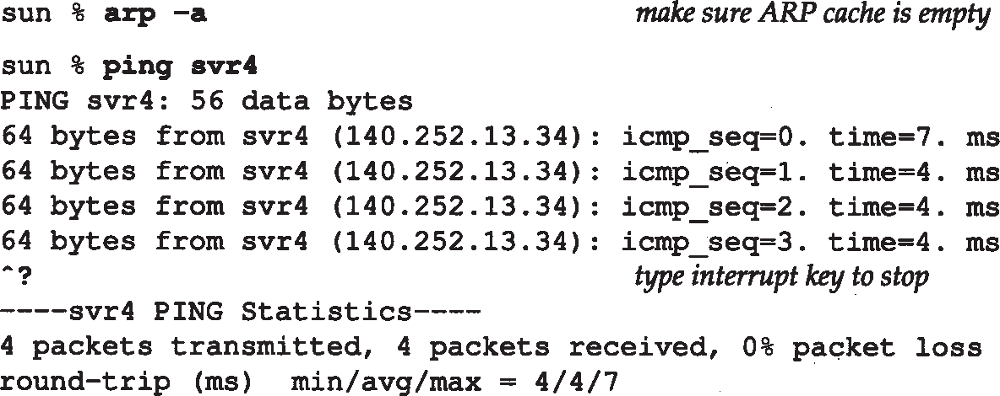 sun % arp -a make sure ARP cache is empty
sun % ping svr4
PING svr4: 56 data bytes
64 bytes from svr4 (140.252.13.34): icmp_seq=0. time=7. ms
64 bytes from svr4 (140.252.13.34): icmp_seq=1. time=4. ms
64 bytes from svr4 (140.252.13.34): icmp_seq=2. time=4. ms
64 bytes from svr4 (140.252.13.34): icmp_seq=3. time=4. ms
^? type interrupt key to stop
----svr4 PING Statistics----
4 packets transmitted, 4 packets received, 0% packet loss
round-trip (ms) min/avg/max = 4/4/7